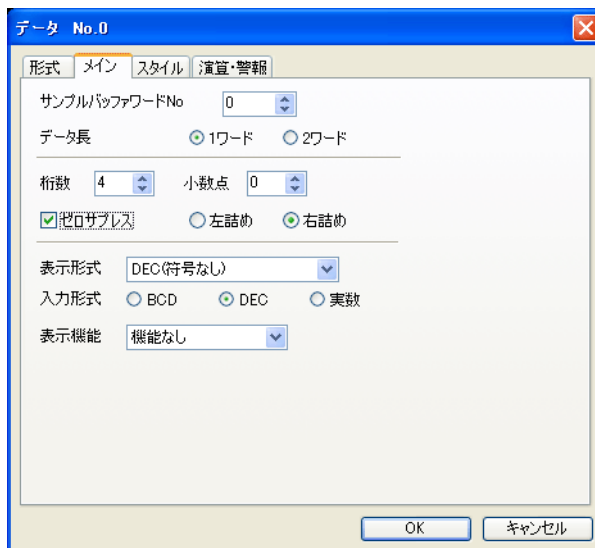 データ No.0
形式 メイン スタイル 演算・警報
サンプルバッファワードNo 0
データ長 1ワード 2ワード
桁数 4 小数点 0
ゼロサプレス 左詰め 右詰め
表示形式 DEC(符号なし)
入力形式 BCD DEC 実数
表示機能 機能なし
OK キャンセル